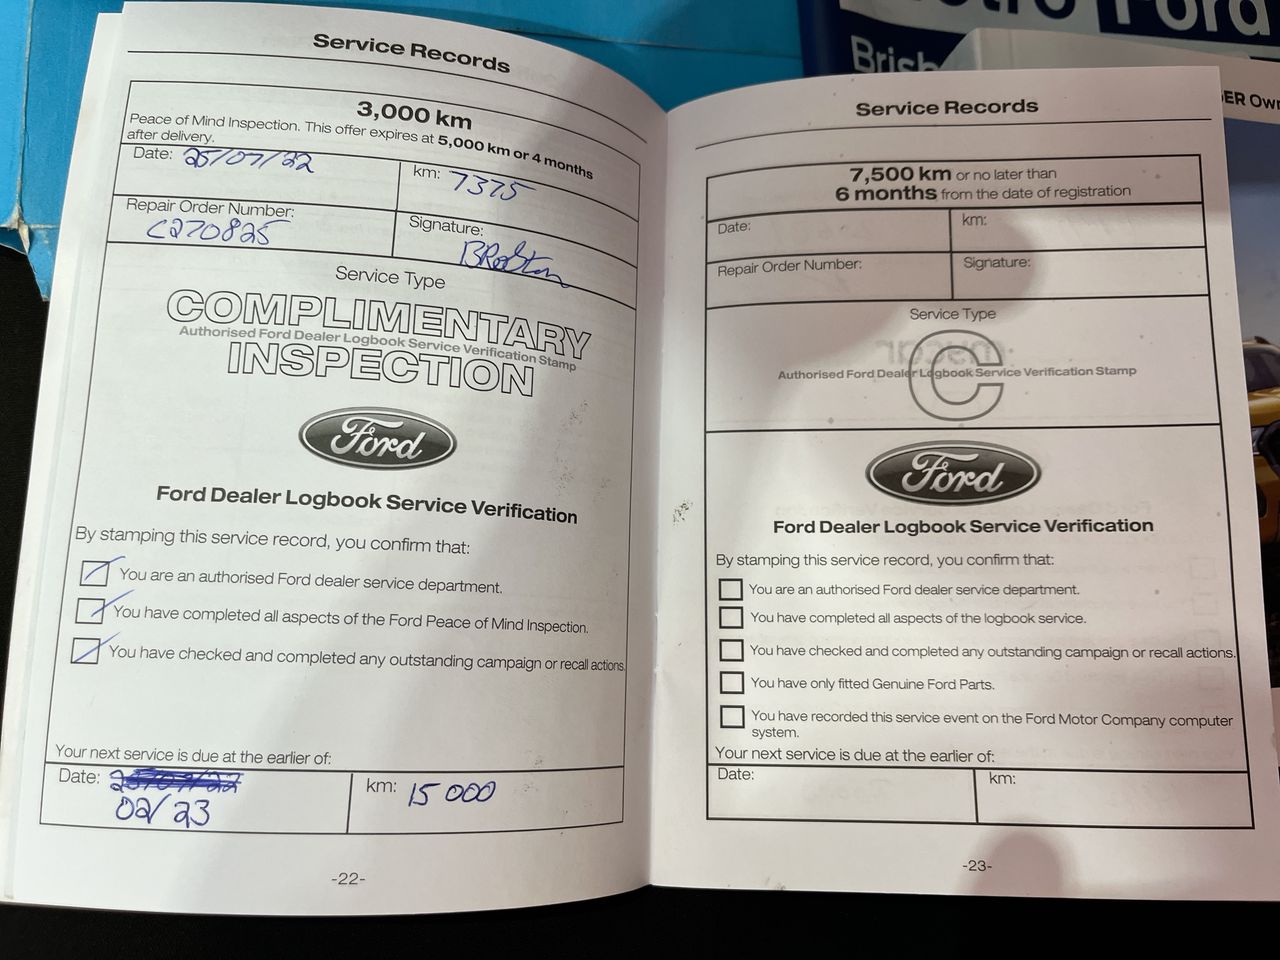 etro Ford
Brisb
GER Own
Service Records
3,000 km
Peace of Mind Inspection. This offer expires at 5,000 km or 4 months
after delivery.
Date: 25/07/22
km: 7375
Repair Order Number:
C270825
Signature:
Service Type
COMPLIMENTARY
Authorised Ford Dealer Logbook Service Verification Stamp
INSPECTION
Ford
Ford Dealer Logbook Service Verification
By stamping this service record, you confirm that:
You are an authorised Ford dealer service department.
You have completed all aspects of the Ford Peace of Mind Inspection.
You have checked and completed any outstanding campaign or recall actions.
Your next service is due at the earlier of:
Date:
02/23
km: 15 000
-22-
Service Records
7,500 km or no later than
6 months from the date of registration
Date:
km:
Repair Order Number:
Signature:
Service Type
C
Authorised Ford Dealer Logbook Service Verification Stamp
Ford
Ford Dealer Logbook Service Verification
By stamping this service record, you confirm that:
You are an authorised Ford dealer service department.
You have completed all aspects of the logbook service.
You have checked and completed any outstanding campaign or recall actions.
You have only fitted Genuine Ford Parts.
You have recorded this service event on the Ford Motor Company computer
system.
Your next service is due at the earlier of:
Date:
km:
-23-